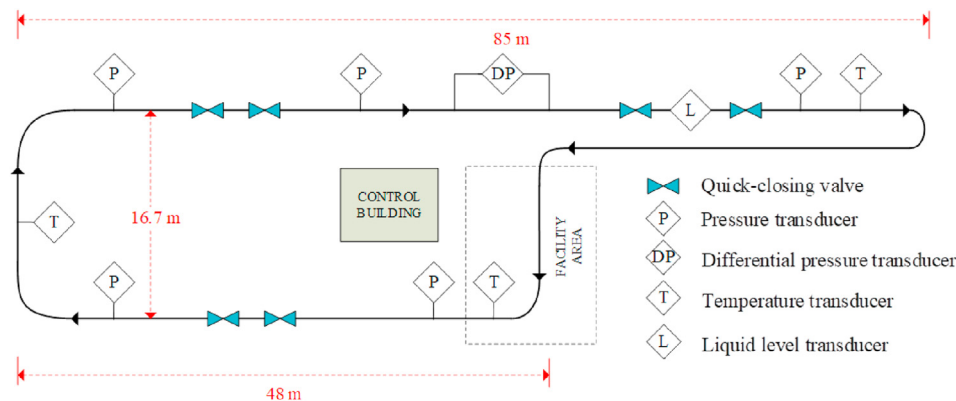 85 m
P
P
DP
P
T
L
CONTROL
BUILDING
16.7 m
T
FACILITY
AREA
P
P
T
48 m
Quick-closing valve
P
Pressure transducer
DP
Differential pressure transducer
T
Temperature transducer
L
Liquid level transducer